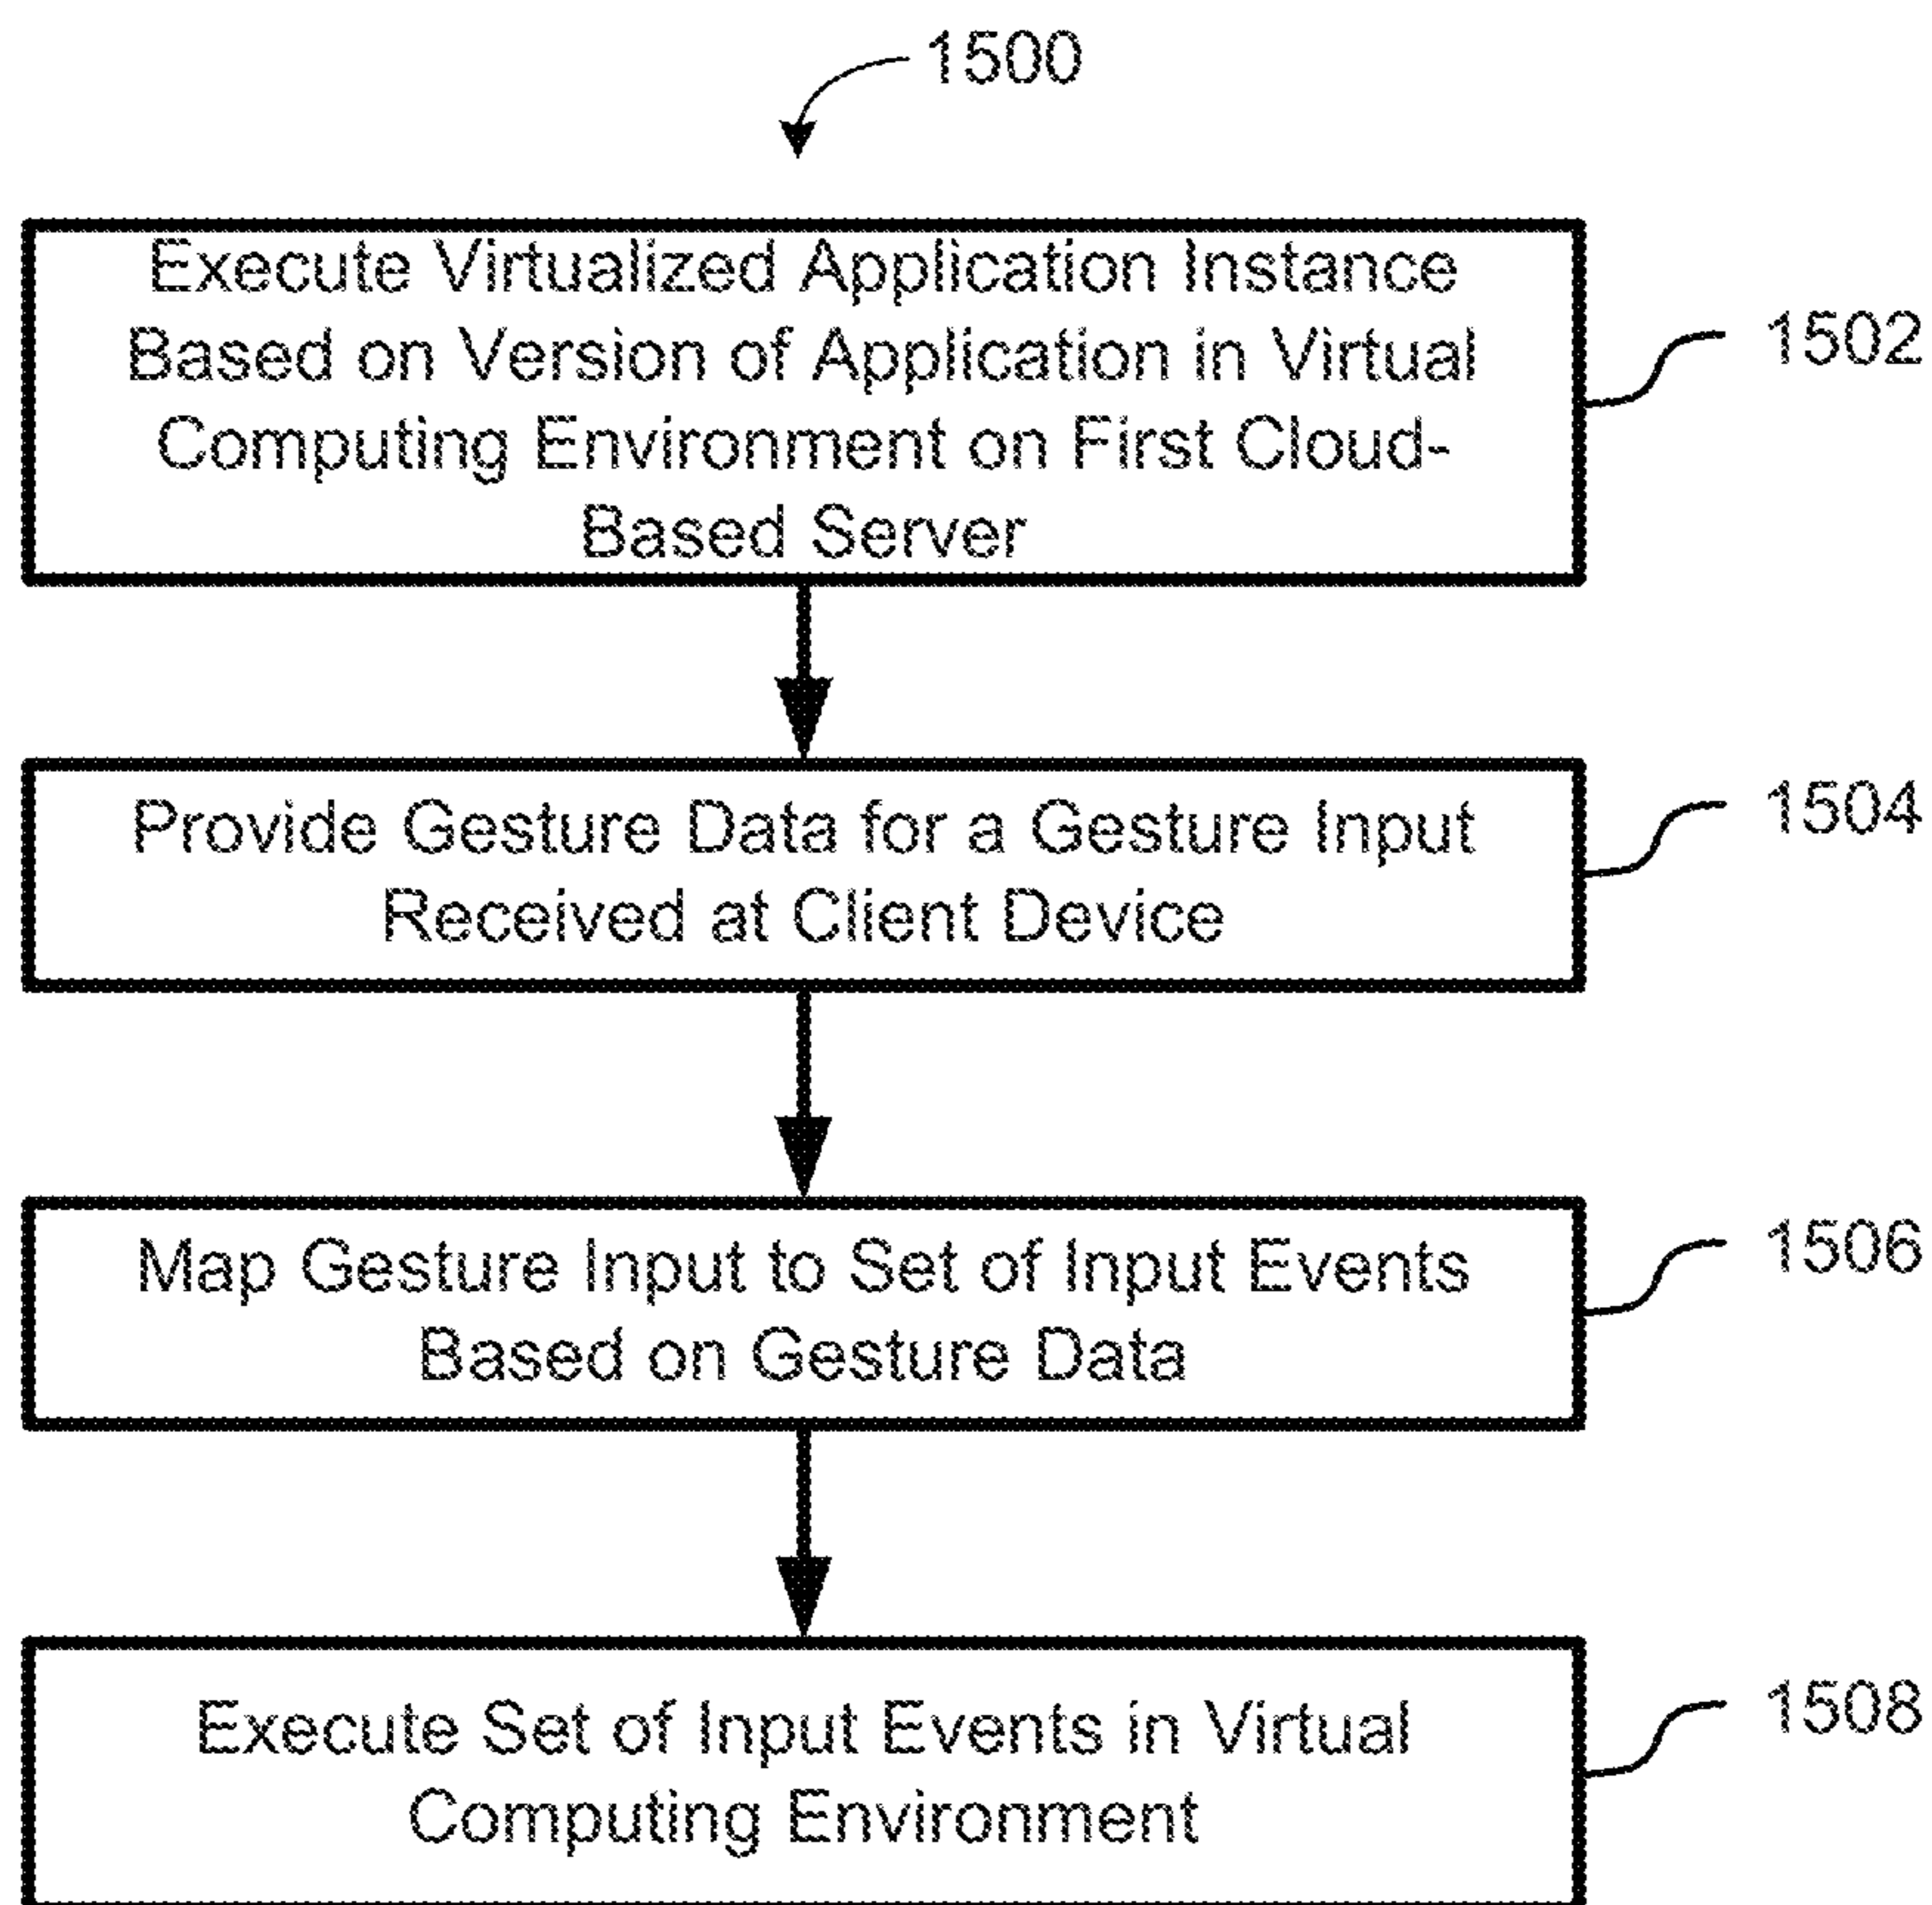 1500
Execute Virtualized Application Instance
Based on Version of Application in Virtual
Computing Environment on First Cloud-
Based Server
1502
Provide Gesture Data for a Gesture Input
Received at Client Device
1504
Map Gesture Input to Set of Input Events
Based on Gesture Data
1506
Execute Set of Input Events in Virtual
Computing Environment
1508